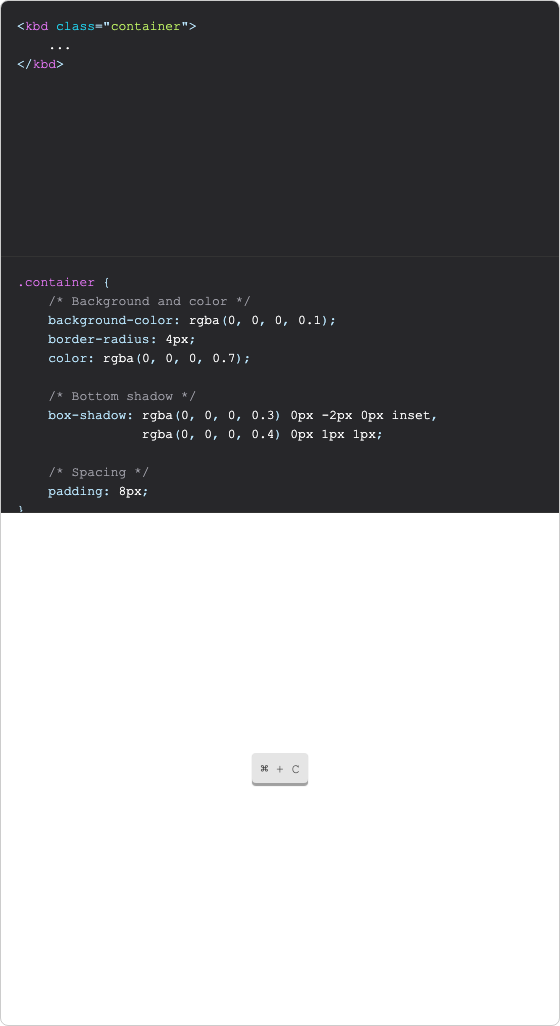 <kbd class="container">
    ...
</kbd>
.container {
    /* Background and color */
    background-color: rgba(0, 0, 0, 0.1);
    border-radius: 4px;
    color: rgba(0, 0, 0, 0.7);
    /* Bottom shadow */
    box-shadow: rgba(0, 0, 0, 0.3) 0px -2px 0px inset,
                rgba(0, 0, 0, 0.4) 0px 1px 1px;
    /* Spacing */
    padding: 8px;
}
⌘ + C